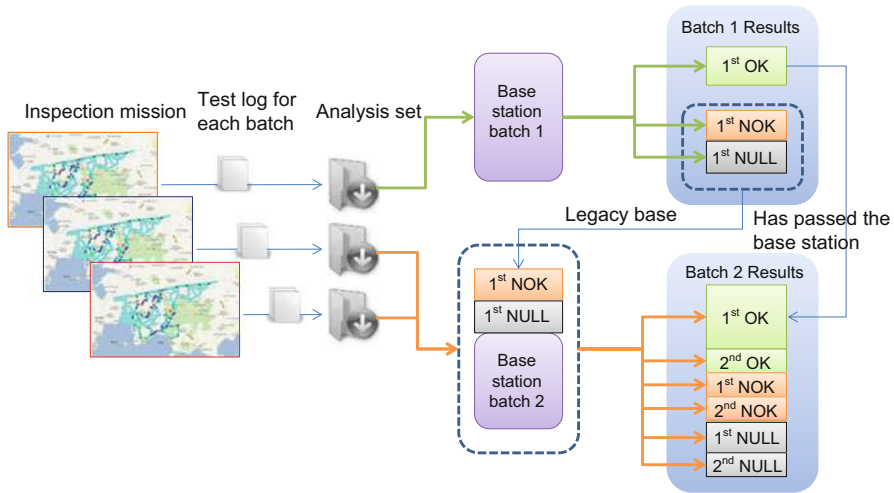 Inspection mission
Test log for
each batch
Analysis set
Base
station
batch 1
Batch 1 Results
1st OK
1st NOK
1st NULL
Legacy base
Has passed the
base station
1st NOK
1st NULL
Base
station
batch 2
Batch 2 Results
1st OK
2nd OK
1st NOK
2nd NOK
1st NULL
2nd NULL